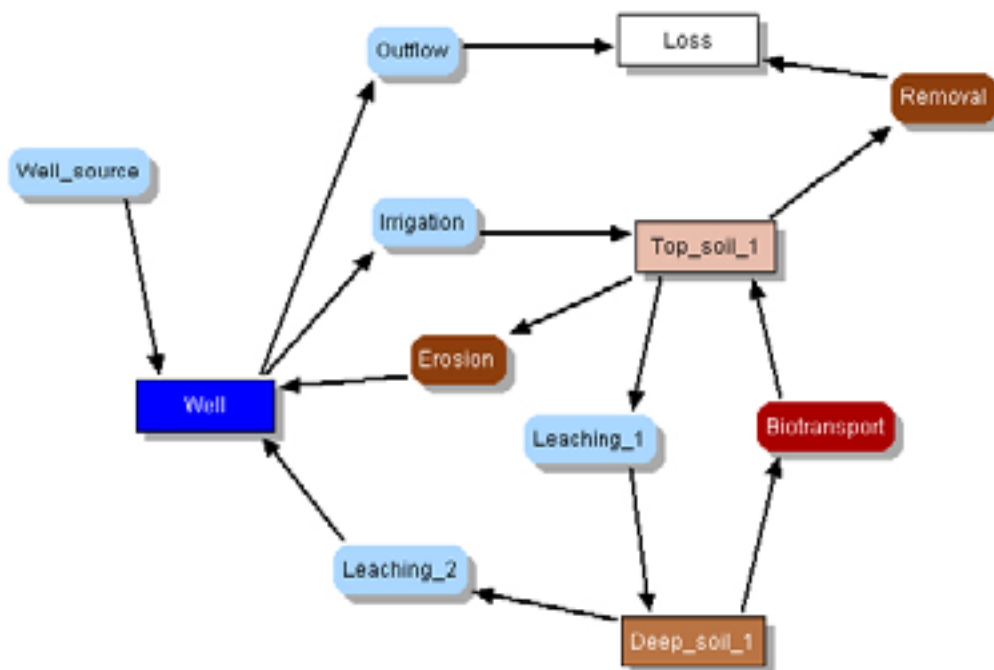 Outflow
Loss
Removal
Well_source
Irrigation
Top_soil_1
Erosion
Well
Leaching_1
Biotransport
Leaching_2
Deep_soil_1